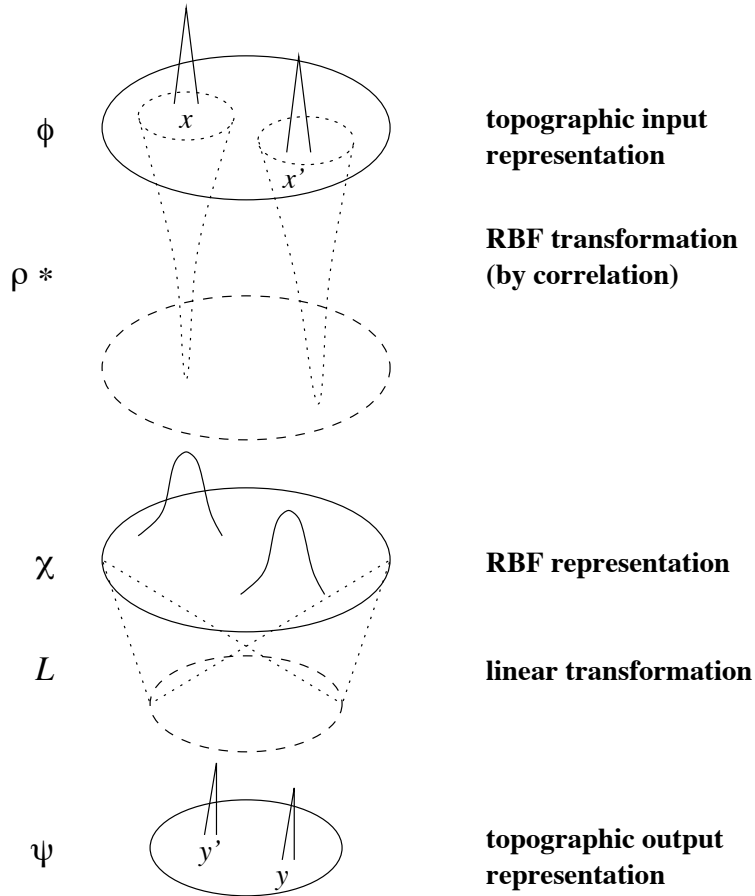 x
ϕ
topographic input
representation
x'
RBF transformation
(by correlation)
ρ *
χ
RBF representation
L
linear transformation
ψ
y'
y
topographic output
representation